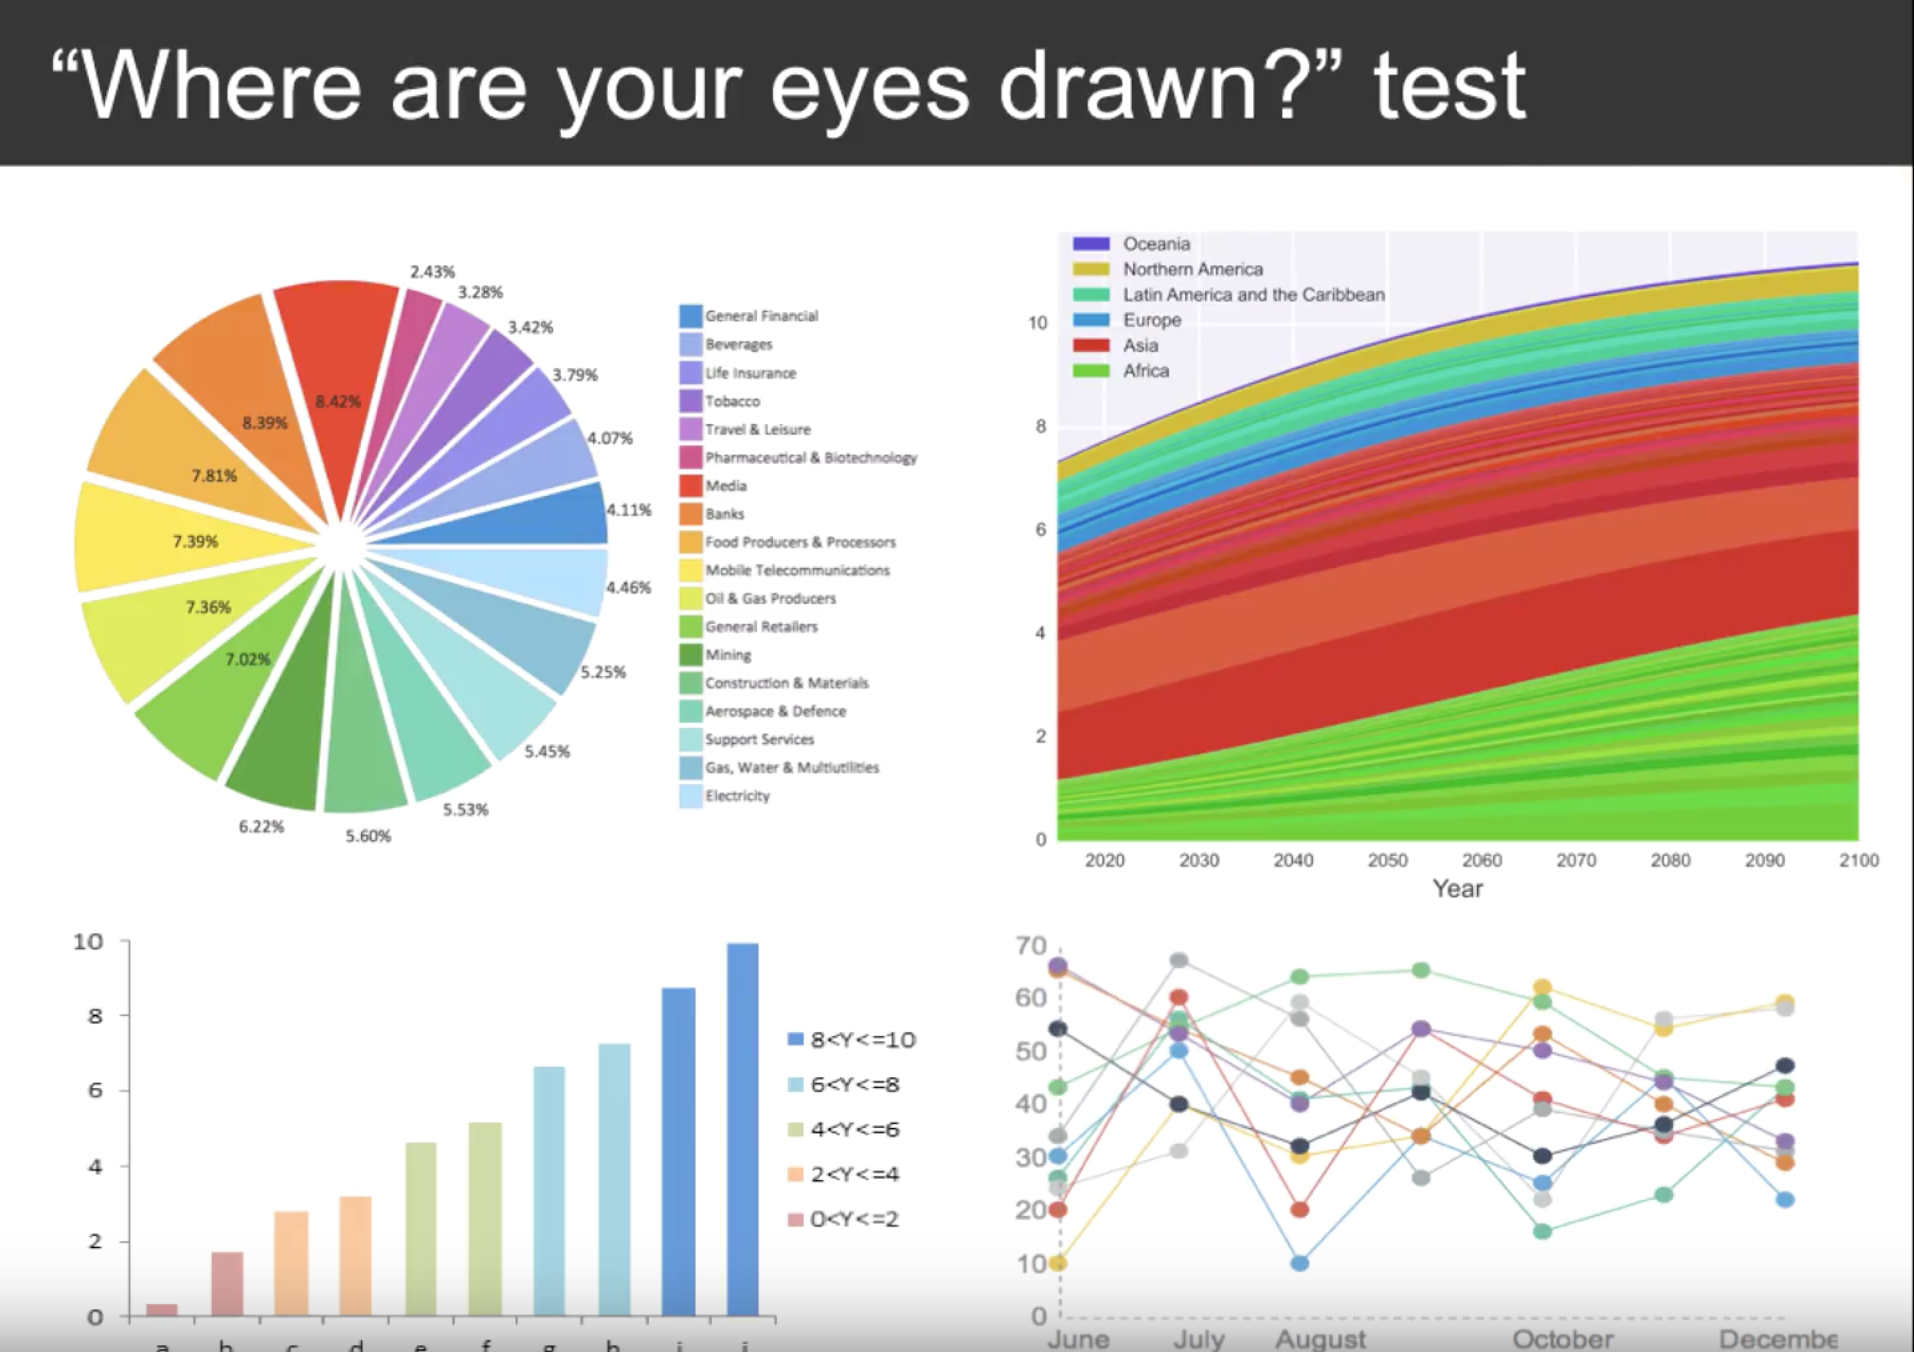 “Where are your eyes drawn?” test
2.43%
3.28%
3.42%
3.79%
4.07%
4.11%
4.46%
5.25%
5.45%
5.53%
5.60%
6.22%
7.02%
7.36%
7.39%
7.81%
8.39%
8.42%
General Financial
Beverages
Life Insurance
Tobacco
Travel & Leisure
Pharmaceutical & Biotechnology
Media
Banks
Food Producers & Processors
Mobile Telecommunications
Oil & Gas Producers
General Retailers
Mining
Construction & Materials
Aerospace & Defence
Support Services
Gas, Water & Multiutilities
Electricity
Oceania
Northern America
Latin America and the Caribbean
Europe
Asia
Africa
10
8
6
4
2
0
2020 2030 2040 2050 2060 2070 2080 2090 2100
Year
10
8
6
4
2
0
a b c d e f g h i j
8<Y<=10
6<Y<=8
4<Y<=6
2<Y<=4
0<Y<=2
70
60
50
40
30
20
10
0
June July August October Decembe